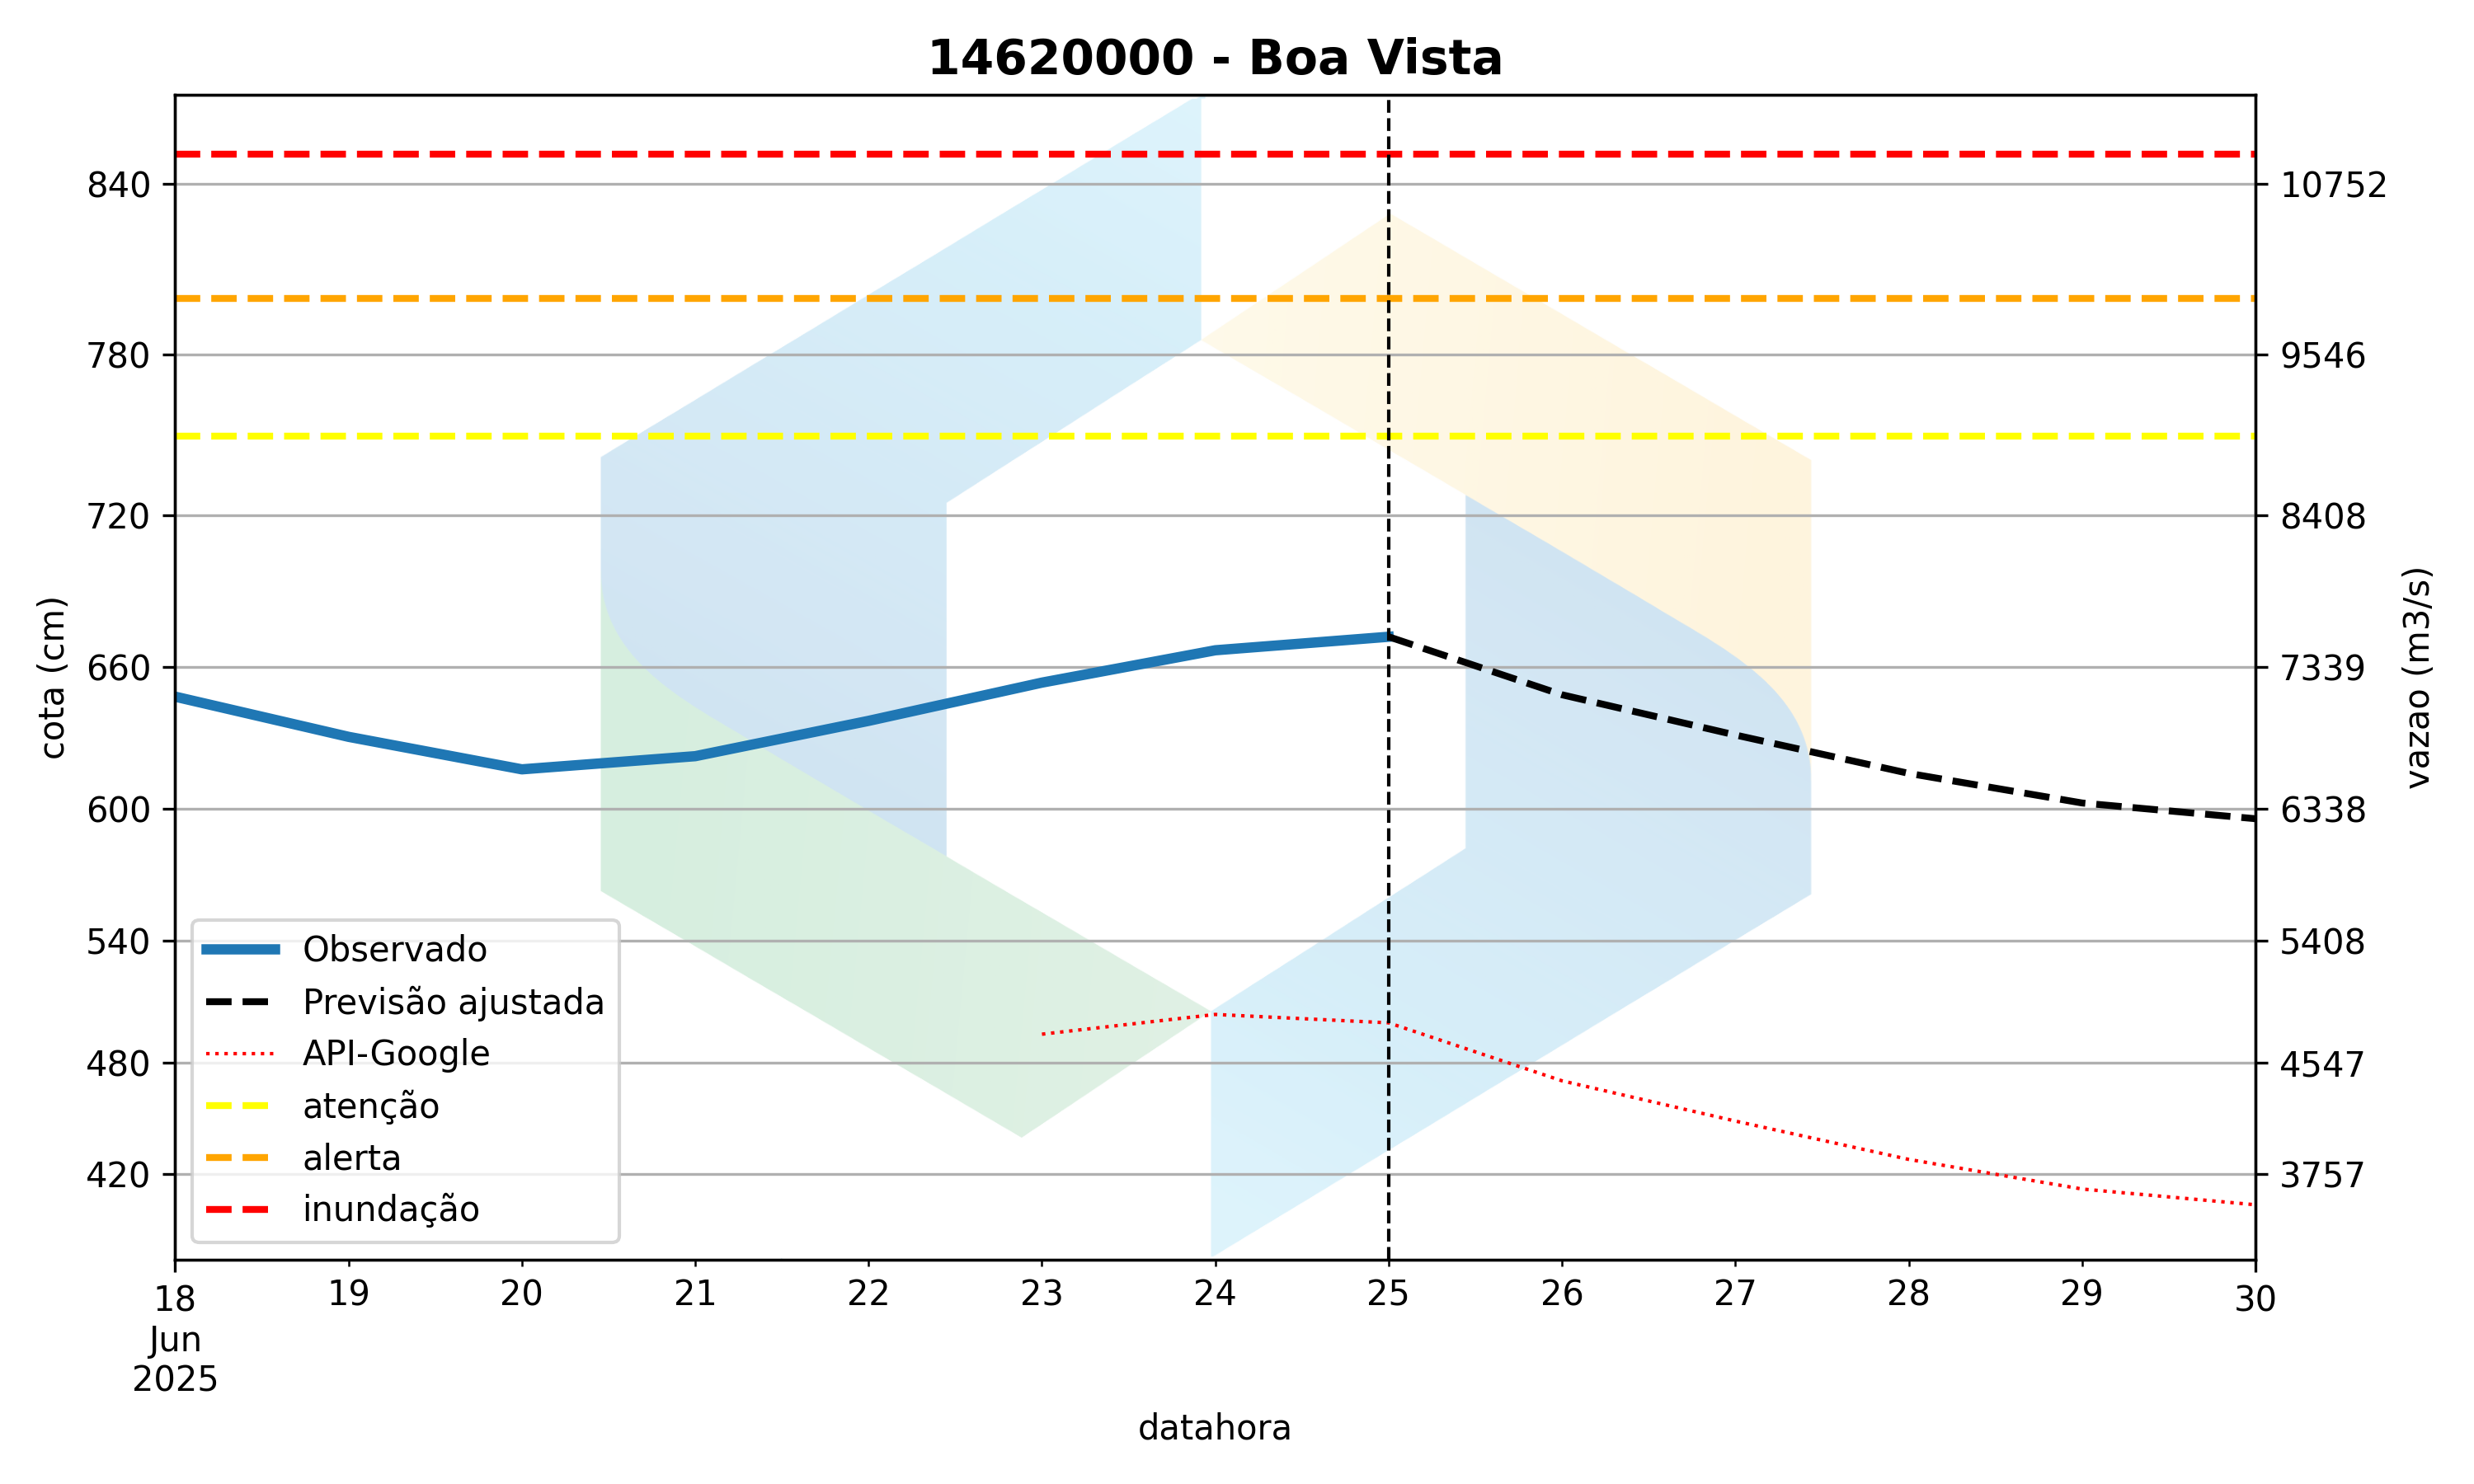 14620000 - Boa Vista
840
780
720
660
600
540
480
420
cota (cm)
10752
9546
8408
7339
6338
5408
4547
3757
vazao (m3/s)
Observado
Previsão ajustada
API-Google
atenção
alerta
inundação
18 19 20 21 22 23 24 25 26 27 28 29 30
Jun
2025
datahora